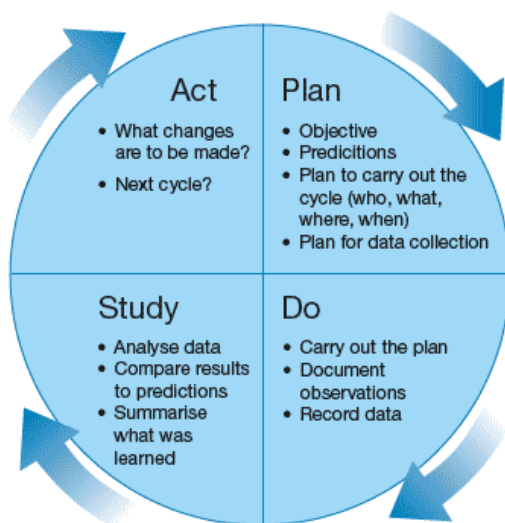 Act
• What changes
are to be made?
• Next cycle?
Plan
• Objective
• Predicitions
• Plan to carry out the
cycle (who, what,
where, when)
• Plan for data collection
Study
• Analyse data
• Compare results
to predictions
• Summarise
what was
learned
Do
• Carry out the plan
• Document
observations
• Record data